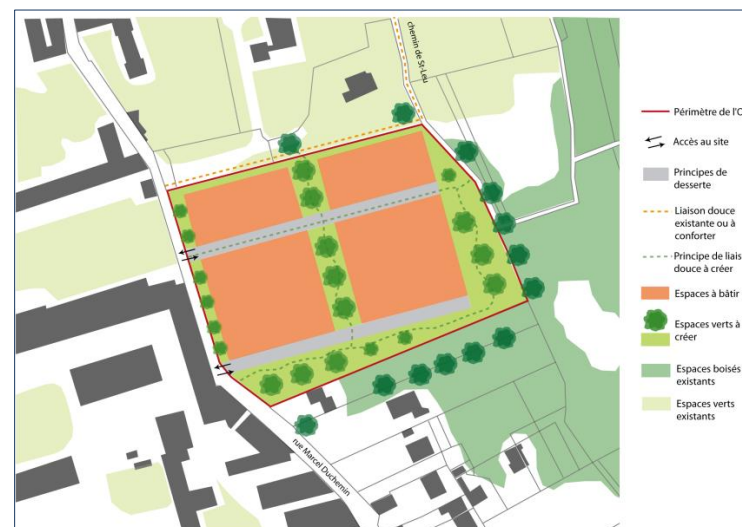 chemin de St-Leu
rue Marcel Duchemin
Périmètre de l'O
Accès au site
Principes de
desserte
Liaison douce
existante ou à
conforter
Principe de liais
douce à créer
Espaces à bâtir
Espaces verts à
créer
Espaces boisés
existants
Espaces verts
existants